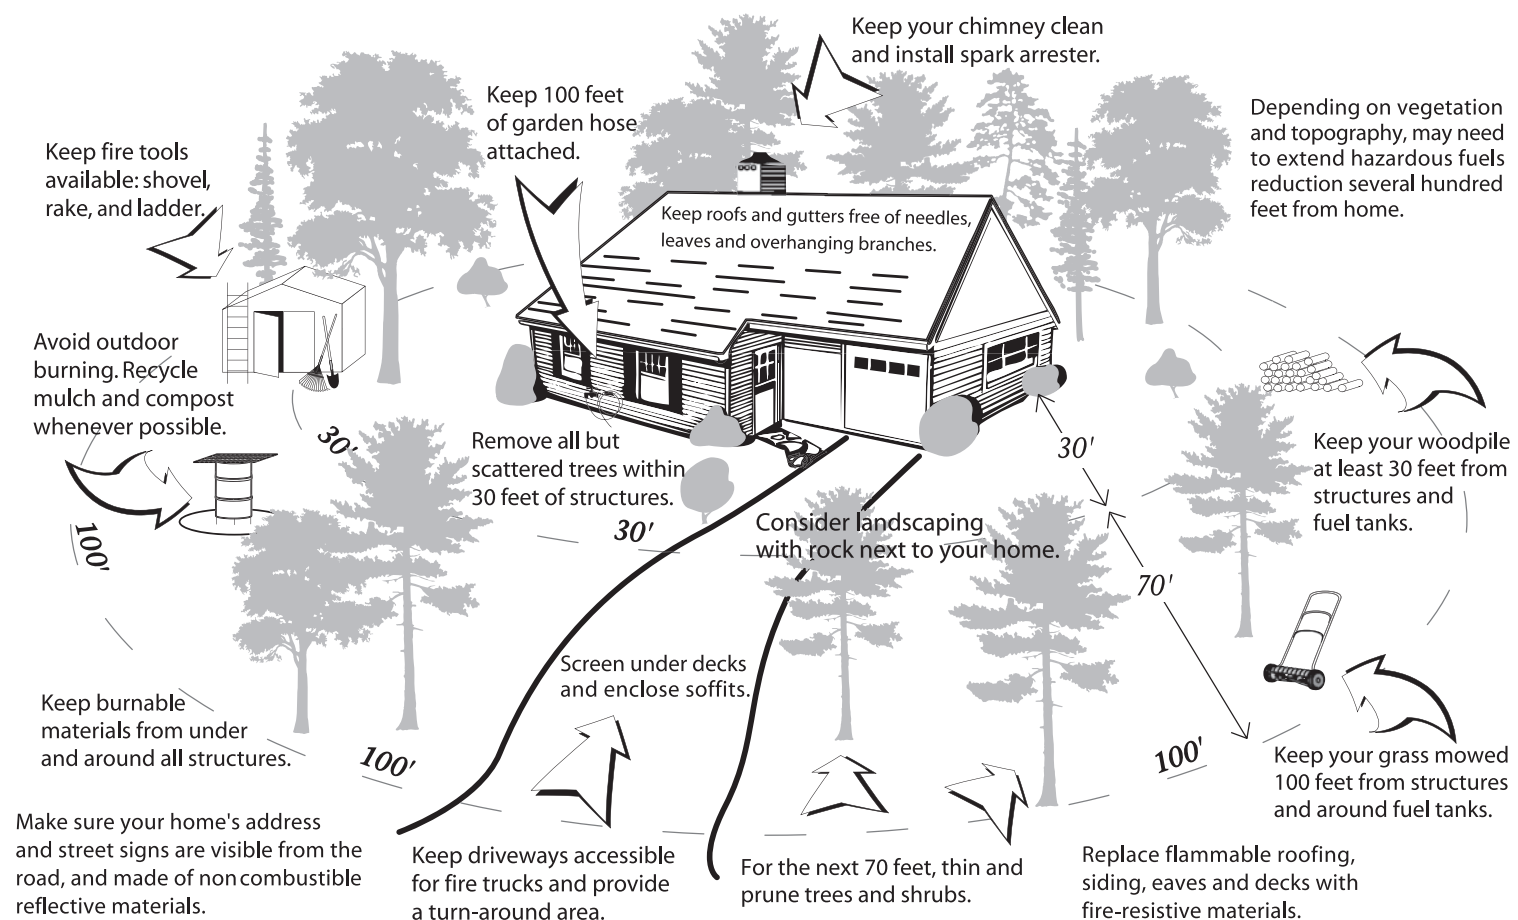 Keep your chimney clean
and install spark arrester.
Keep 100 feet
of garden hose
attached.
Depending on vegetation
and topography, may need
to extend hazardous fuels
reduction several hundred
feet from home.
Keep fire tools
available: shovel,
rake, and ladder.
Keep roofs and gutters free of needles,
leaves and overhanging branches.
Avoid outdoor
burning. Recycle
mulch and compost
whenever possible.
30'
Remove all but
scattered trees within
30 feet of structures.
30'
30'
Keep your woodpile
at least 30 feet from
structures and
fuel tanks.
100'
Consider landscaping
with rock next to your home.
70'
Screen under decks
and enclose soffits.
Keep burnable
materials from under
and around all structures.
100'
100'
Keep your grass mowed
100 feet from structures
and around fuel tanks.
Make sure your home's address
and street signs are visible from the
road, and made of noncombustible
reflective materials.
Keep driveways accessible
for fire trucks and provide
a turn-around area.
For the next 70 feet, thin and
prune trees and shrubs.
Replace flammable roofing,
siding, eaves and decks with
fire-resistive materials.